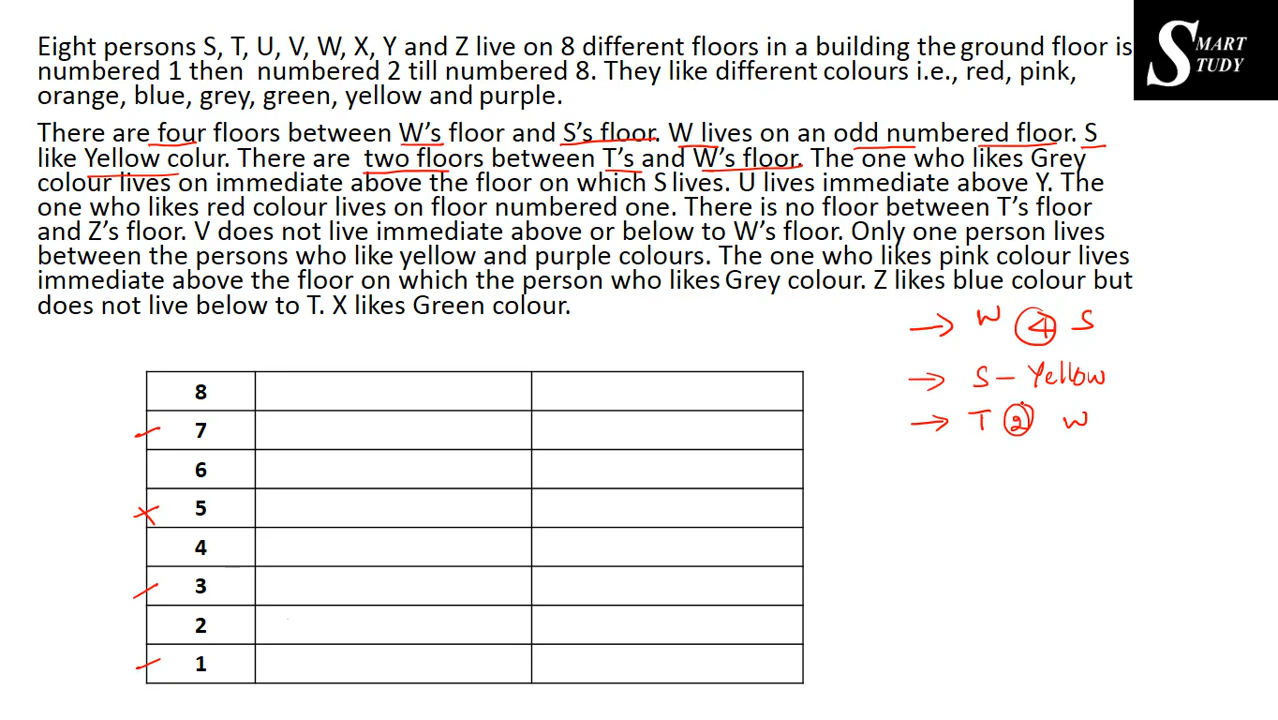 SMART
STUDY
Eight persons S, T, U, V, W, X, Y and Z live on 8 different floors in a building the ground floor is
numbered 1 then numbered 2 till numbered 8. They like different colours i.e., red, pink,
orange, blue, grey, green, yellow and purple.
There are four floors between W's floor and S's floor. W lives on an odd numbered floor. S
like Yellow colur. There are two floors between T's and W's floor. The one who likes Grey
colour lives on immediate above the floor on which S lives. U lives immediate above Y. The
one who likes red colour lives on floor numbered one. There is no floor between T's floor
and Z's floor. V does not live immediate above or below to W's floor. Only one person lives
between the persons who like yellow and purple colours. The one who likes pink colour lives
immediate above the floor on which the person who likes Grey colour. Z likes blue colour but
does not live below to T. X likes Green colour.
→ W 4 S
→ S – Yellow
→ T 2 W
8
7
6
5
4
3
2
1